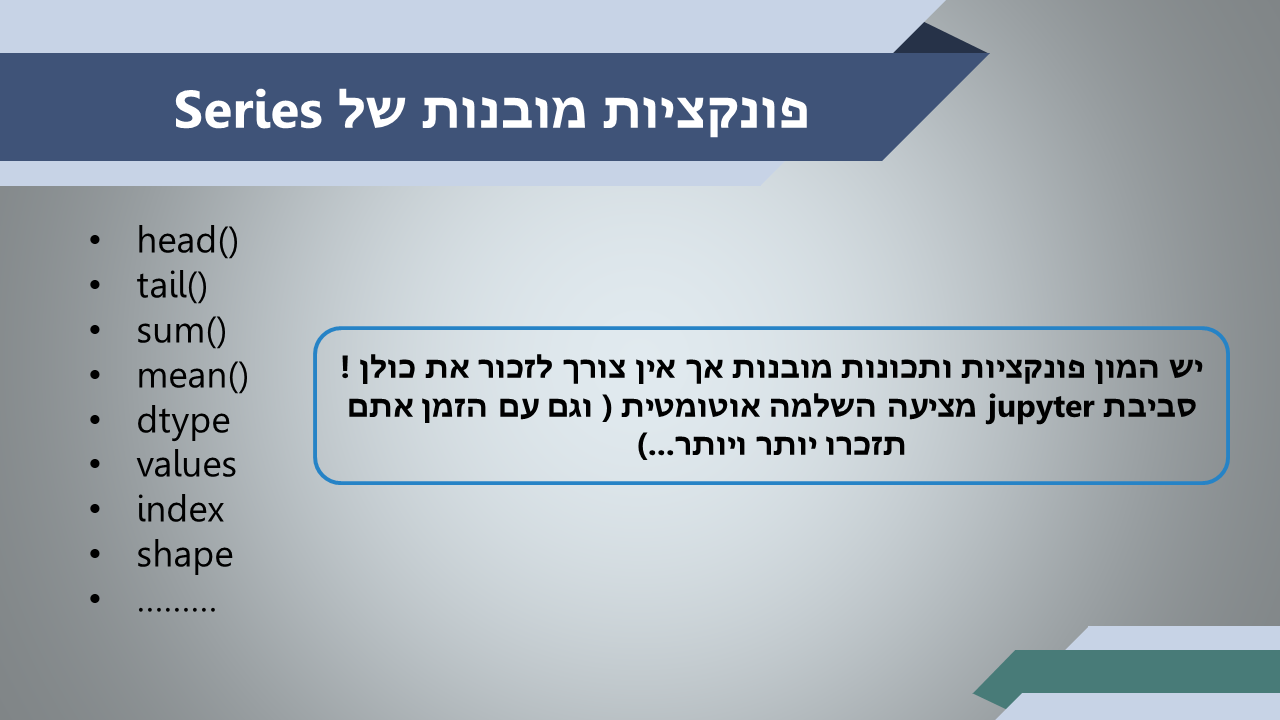 פונקציות מובנות של Series
• head()
• tail()
• sum()
• mean()
• dtype
• values
• index
• shape
• .........
יש המון פונקציות ותכונות מובנות אך אין צורך לזכור את כולן !
סביבת jupyter מציעה השלמה אוטומטית ( וגם עם הזמן אתם
תזכרו יותר ויותר...)